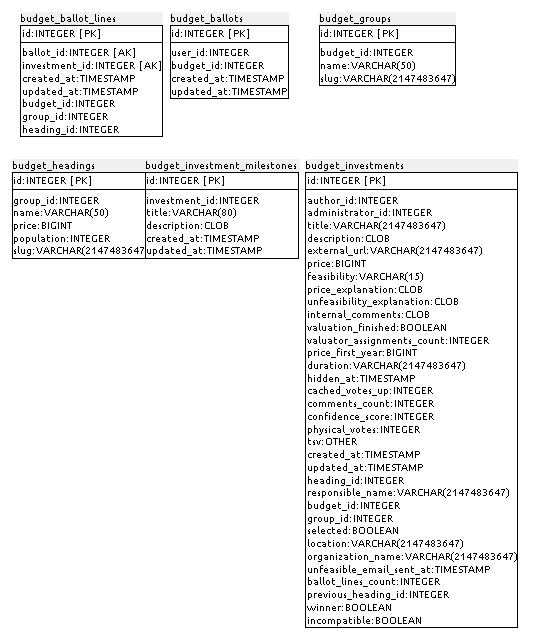 budget_ballot_lines
id:INTEGER [PK]
ballot_id:INTEGER [AK]
investment_id:INTEGER [AK]
created_at:TIMESTAMP
updated_at:TIMESTAMP
budget_id:INTEGER
group_id:INTEGER
heading_id:INTEGER
budget_ballots
id:INTEGER [PK]
user_id:INTEGER
budget_id:INTEGER
created_at:TIMESTAMP
updated_at:TIMESTAMP
budget_groups
id:INTEGER [PK]
budget_id:INTEGER
name:VARCHAR(50)
slug:VARCHAR(2147483647)
budget_headings
id:INTEGER [PK]
group_id:INTEGER
name:VARCHAR(50)
price:BIGINT
population:INTEGER
slug:VARCHAR(2147483647
budget_investment_milestones
id:INTEGER [PK]
investment_id:INTEGER
title:VARCHAR(80)
description:CLOB
created_at:TIMESTAMP
updated_at:TIMESTAMP
budget_investments
id:INTEGER [PK]
author_id:INTEGER
administrator_id:INTEGER
title:VARCHAR(2147483647)
description:CLOB
external_url:VARCHAR(2147483647)
price:BIGINT
feasibility:VARCHAR(15)
price_explanation:CLOB
unfeasibility_explanation:CLOB
internal_comments:CLOB
valuation_finished:BOOLEAN
valuator_assignments_count:INTEGER
price_first_year:BIGINT
duration:VARCHAR(2147483647)
hidden_at:TIMESTAMP
cached_votes_up:INTEGER
comments_count:INTEGER
confidence_score:INTEGER
physical_votes:INTEGER
tsv:OTHER
created_at:TIMESTAMP
updated_at:TIMESTAMP
heading_id:INTEGER
responsible_name:VARCHAR(2147483647)
budget_id:INTEGER
group_id:INTEGER
selected:BOOLEAN
location:VARCHAR(2147483647)
organization_name:VARCHAR(2147483647)
unfeasible_email_sent_at:TIMESTAMP
ballot_lines_count:INTEGER
previous_heading_id:INTEGER
winner:BOOLEAN
incompatible:BOOLEAN